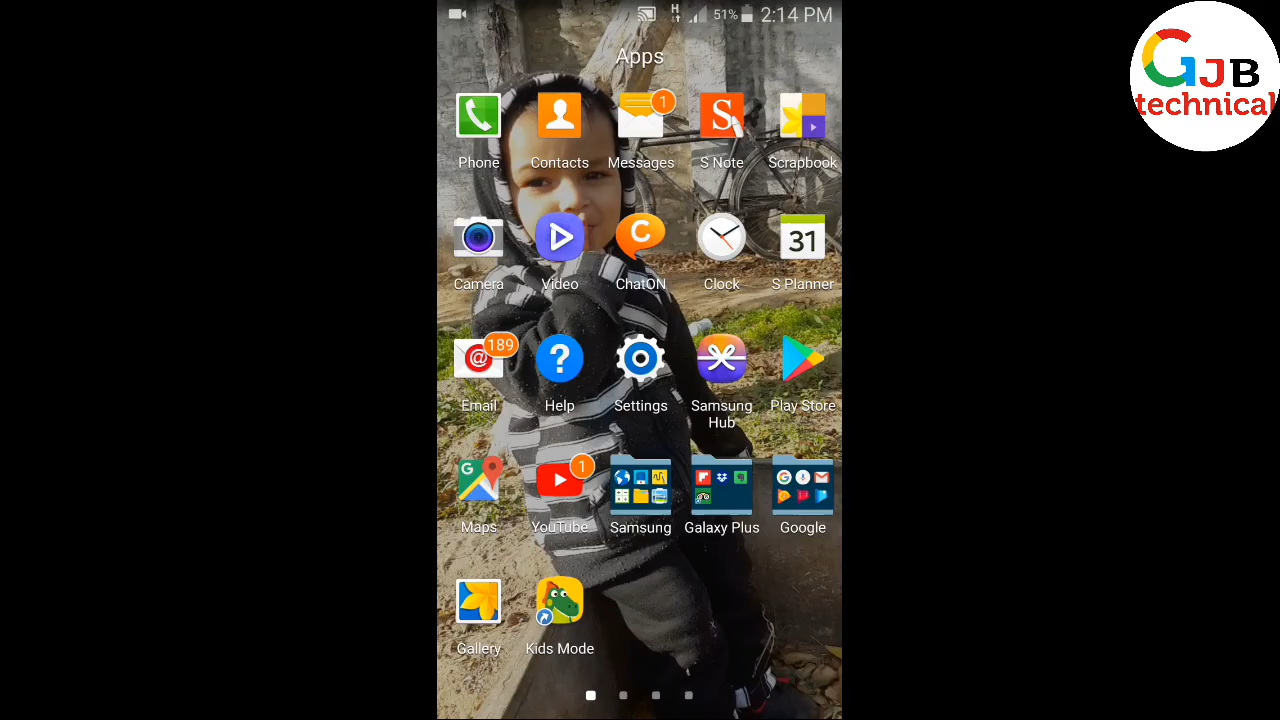 H 51% 2:14 PM
Apps
1
S
Phone Contacts Messages S Note Scrapbook
C 31
Camera Video ChatON Clock S Planner
@ 189 ?
Email Help Settings Samsung Hub Play Store
G 1 G
Maps YouTube Samsung Galaxy Plus Google
Gallery Kids Mode
GJB
technical